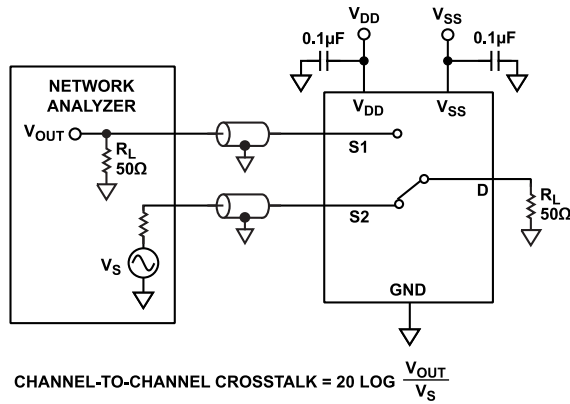 V_DD
V_SS
0.1µF
0.1µF
NETWORK
ANALYZER
V_DD
V_SS
V_OUT
R_L
50Ω
S1
S2
D
R_L
50Ω
V_S
GND
CHANNEL-TO-CHANNEL CROSSTALK = 20 LOG V_OUT / V_S